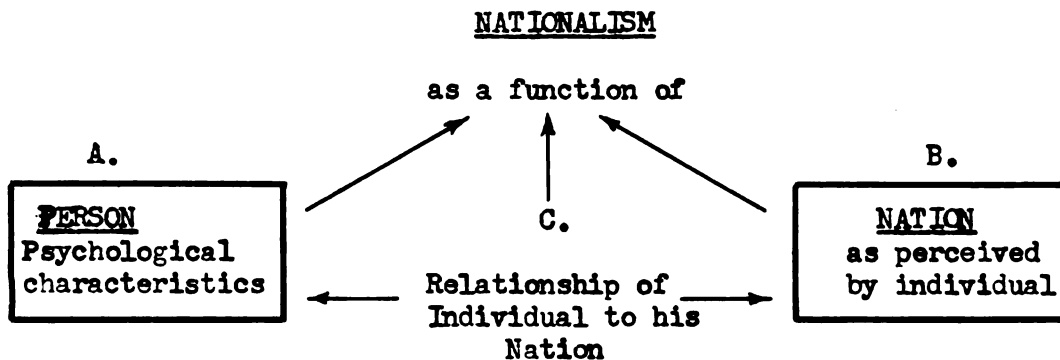 NATIONALISM
as a function of
A.
B.
C.
PERSON
Psychological
characteristics
NATION
as perceived
by individual
Relationship of
Individual to his
Nation